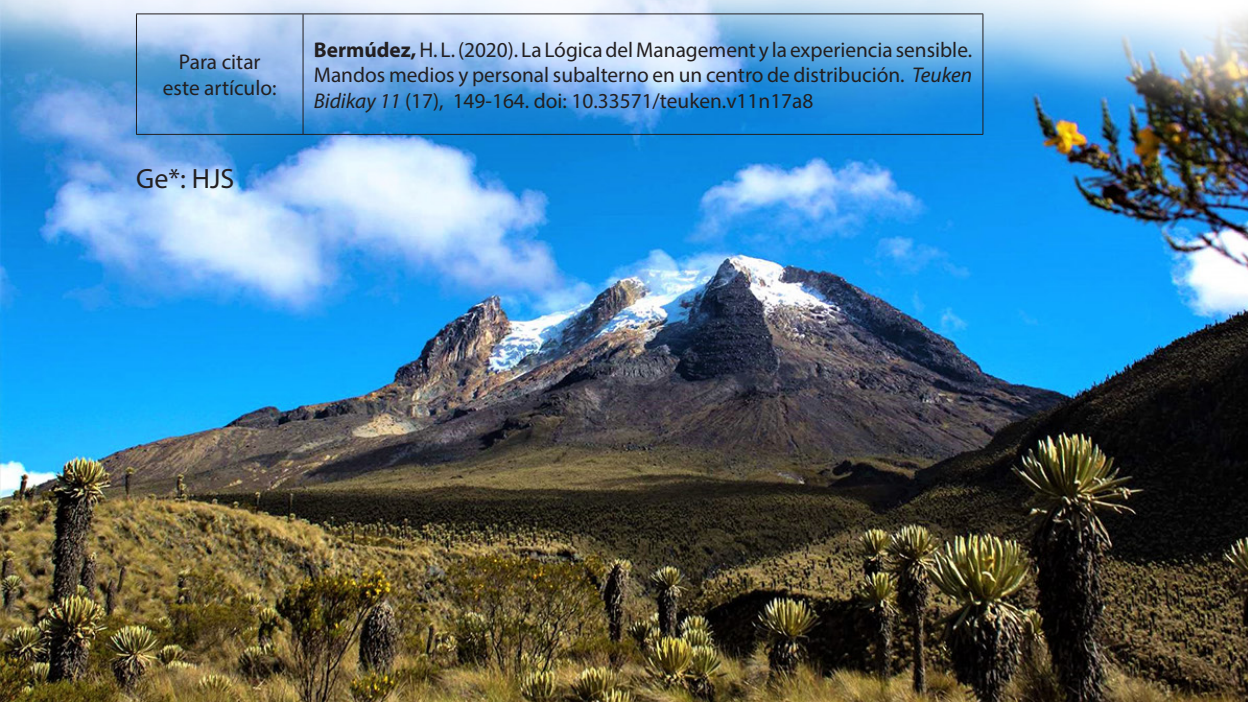 Para citar
este artículo:
Bermúdez, H. L. (2020). La Lógica del Management y la experiencia sensible.
Mandos medios y personal subalterno en un centro de distribución. Teuken
Bidikay 11 (17), 149-164. doi: 10.33571/teuken.v11n17a8
Ge*: HJS